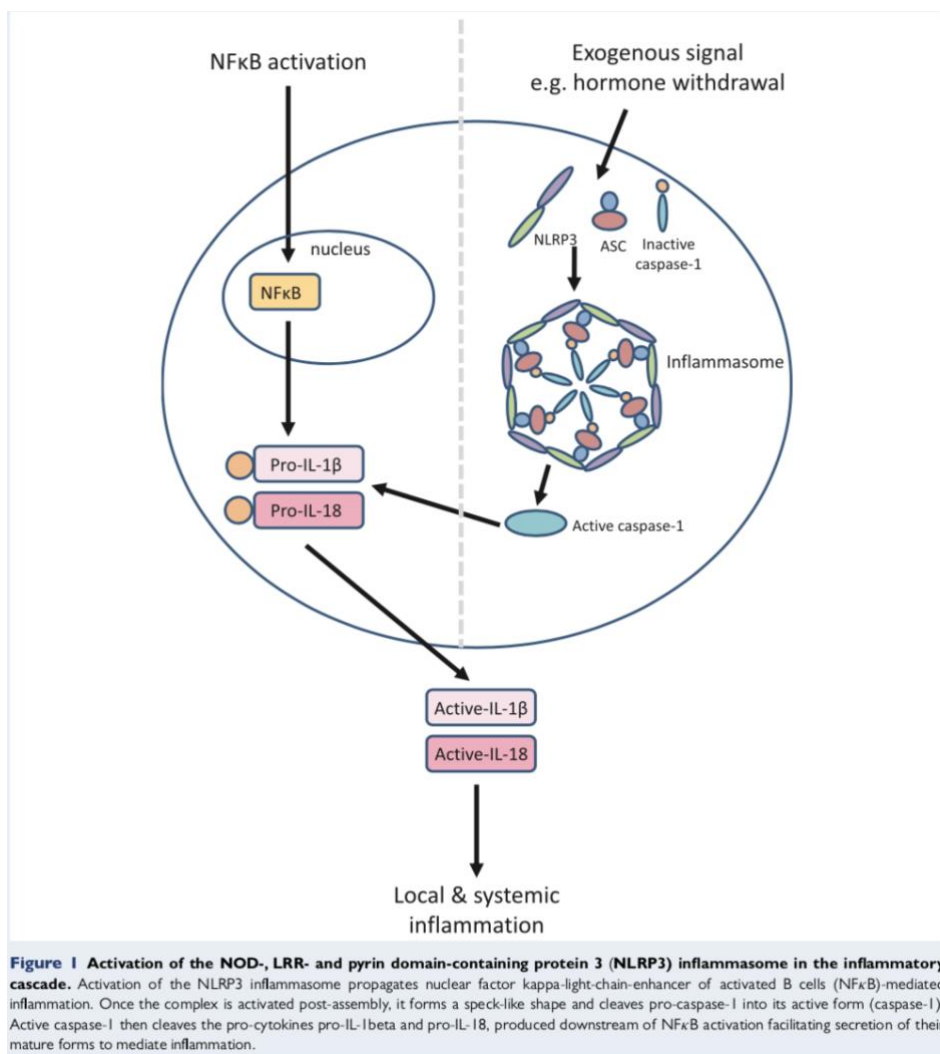 NFκB activation
Exogenous signal
e.g. hormone withdrawal
nucleus
NFκB
NLRP3
ASC
Inactive
caspase-1
Inflammasome
Pro-IL-1β
Pro-IL-18
Active caspase-1
Active-IL-1β
Active-IL-18
Local & systemic
inflammation
Figure 1 Activation of the NOD-, LRR- and pyrin domain-containing protein 3 (NLRP3) inflammasome in the inflammatory
cascade. Activation of the NLRP3 inflammasome propagates nuclear factor kappa-light-chain-enhancer of activated B cells (NFκB)-mediated
inflammation. Once the complex is activated post-assembly, it forms a speck-like shape and cleaves pro-caspase-1 into its active form (caspase-1)
Active caspase-1 then cleaves the pro-cytokines pro-IL-1beta and pro-IL-18, produced downstream of NFκB activation facilitating secretion of their
mature forms to mediate inflammation.